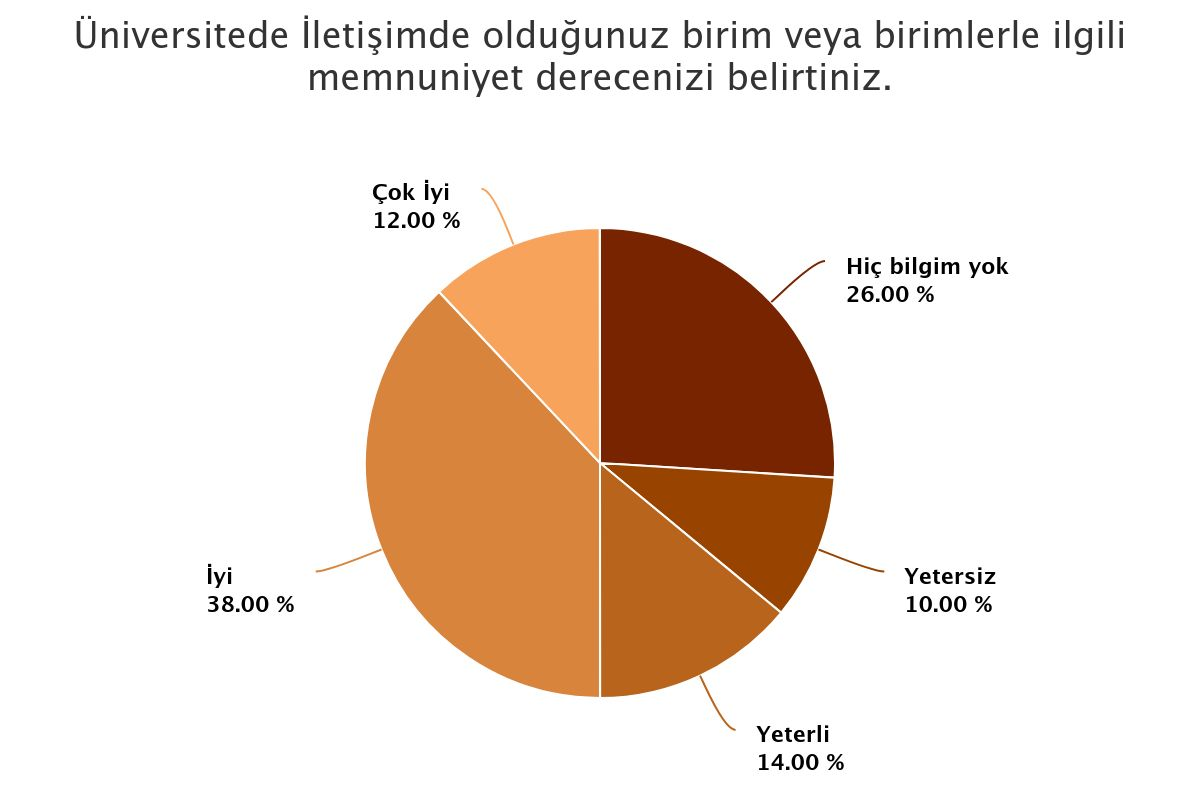 Üniversitede İletişimde olduğunuz birim veya birimlerle ilgili
memnuniyet derecenizi belirtiniz.
Çok İyi
12.00 %
Hiç bilgim yok
26.00 %
İyi
38.00 %
Yetersiz
10.00 %
Yeterli
14.00 %